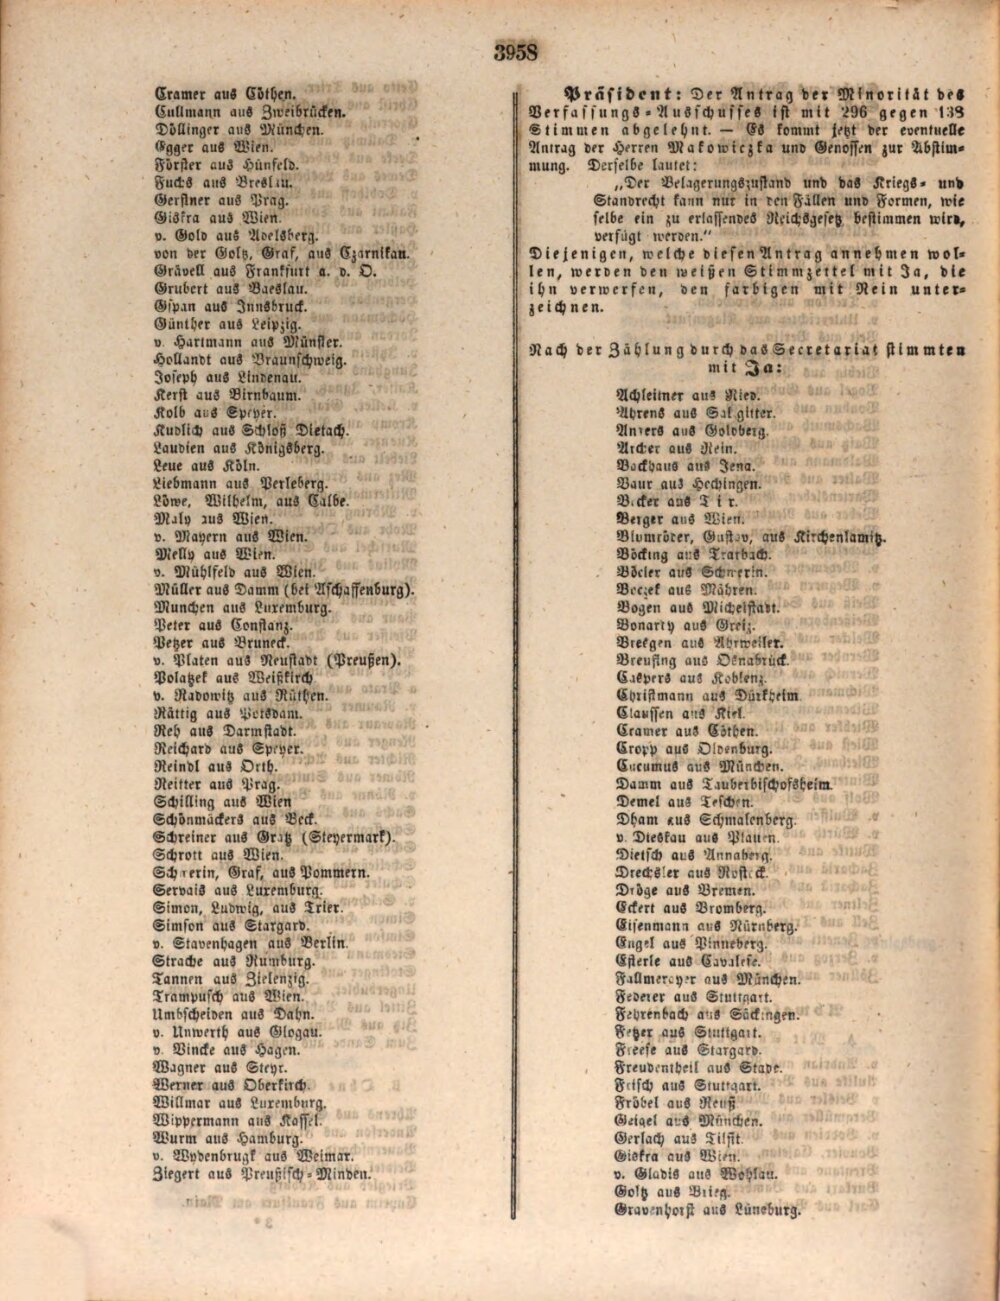 3958
Cramer aus Cöthen.
Cullmann aus Zweibrücken.
Döllinger aus München.
Egger aus Wien.
Förster aus Hünfeld.
Fuchs aus Breslau.
Gerstner aus Prag.
Giskra aus Wien.
v. Gold aus Adelsberg.
von der Goltz, Graf, aus Czarnikau.
Grävell aus Frankfurt a. d. O.
Grubert aus Baeslau.
Gspan aus Innsbruck.
Günther aus Leipzig.
v. Hartmann aus Münster.
Hollandt aus Braunschweig.
Joseph aus Lindenau.
Kerst aus Birnbaum.
Kolb aus Speyer.
Kudlich aus Schloß Dietach.
Laudien aus Königsberg.
Leue aus Köln.
Liebmann aus Perleberg.
Löwe, Wilhelm, aus Calbe.
Maly aus Wien.
v. Mayern aus Wien.
Melly aus Wien.
v. Mühlfeld aus Wien.
Müller aus Damm (bei Aschaffenburg).
Munchen aus Luxemburg.
Peter aus Constanz.
Petzer aus Bruneck.
v. Platen aus Neustadt (Preußen).
Polatzek aus Weißkirch
v. Radowitz aus Rüthen.
Rättig aus Potsdam.
Reh aus Darmstadt.
Reichard aus Speyer.
Reindl aus Orth.
Reitter aus Prag.
Schilling aus Wien
Schönmäckers aus Beck.
Schreiner aus Gratz (Steyermark).
Schrott aus Wien.
Schwerin, Graf, aus Pommern.
Servais aus Luxemburg.
Simon, Ludwig, aus Trier.
Simson aus Stargard.
v. Stavenhagen aus Berlin.
Strache aus Rumburg.
Tannen aus Zielenzig.
Trampusch aus Wien.
Umbscheiden aus Dahn.
v. Unwerth aus Glogau.
v. Vincke aus Hagen.
Wagner aus Steyr.
Werner aus Oberkirch.
Willmar aus Luxemburg.
Wippermann aus Kassel.
Wurm aus Hamburg.
v. Wydenbrugk aus Weimar.
Ziegert aus Preußisch-Minden.
Präsident: Der Antrag der Minorität des
Verfassungs-Ausschusses ist mit 296 gegen 138
Stimmen abgelehnt. — Es kommt jetzt der eventuelle
Antrag der Herren Makowiczka und Genossen zur Abstim-
mung. Derselbe lautet:
„Der Belagerungszustand und das Kriegs- und
Standrecht kann nur in den Fällen und Formen, wie
selbe ein zu erlassendes Reichsgesetz bestimmen wird,
verfügt werden."
Diejenigen, welche diesen Antrag annehmen wol-
len, werden den weißen Stimmzettel mit Ja, die
ihn verwerfen, den farbigen mit Nein unter-
zeichnen.
Nach der Zählung durch das Secretariat stimmten
mit Ja:
Achleitner aus Ried.
Ahrens aus Salzgitter.
Anders aus Goldberg.
Archer aus Rein.
Backhaus aus Jena.
Baur aus Hechingen.
Becker aus T i r.
Berger aus Wien.
Blumröder, Gustav, aus Kirchenlamitz.
Böcking aus Trarbach.
Böcler aus Schwerin.
Boczek aus Mähren.
Bogen aus Michelstadt.
Bonardy aus Greiz.
Breegen aus Ahrweiler.
Breusing aus Osnabrück.
Caspers aus Koblenz.
Christmann aus Dürkheim
Claussen aus Kiel.
Cramer aus Cöthen.
Cropp aus Oldenburg.
Cucumus aus München.
Damm aus Tauberbischofsheim.
Demel aus Teschen.
Dham aus Schmalenberg.
v. Dieskau aus Plauen.
Dietsch aus Annaberg.
Drechsler aus Rostock.
Dröge aus Bremen.
Eckert aus Bromberg.
Eisenmann aus Nürnberg.
Engel aus Pinneberg.
Esterle aus Cavalese.
Fallmerayer aus München.
Federer aus Stuttgart.
Fehrenbach aus Säckingen.
Fetzer aus Stuttgart.
Freese aus Stargard.
Freudentheil aus Stade.
Frisch aus Stuttgart.
Fröbel aus Reuß
Geigel aus München.
Gerlach aus Tilsit.
Giskra aus Wien.
v. Gladis aus Wohlau.
Goltz aus Brieg.
Gravenhorst aus Lüneburg.